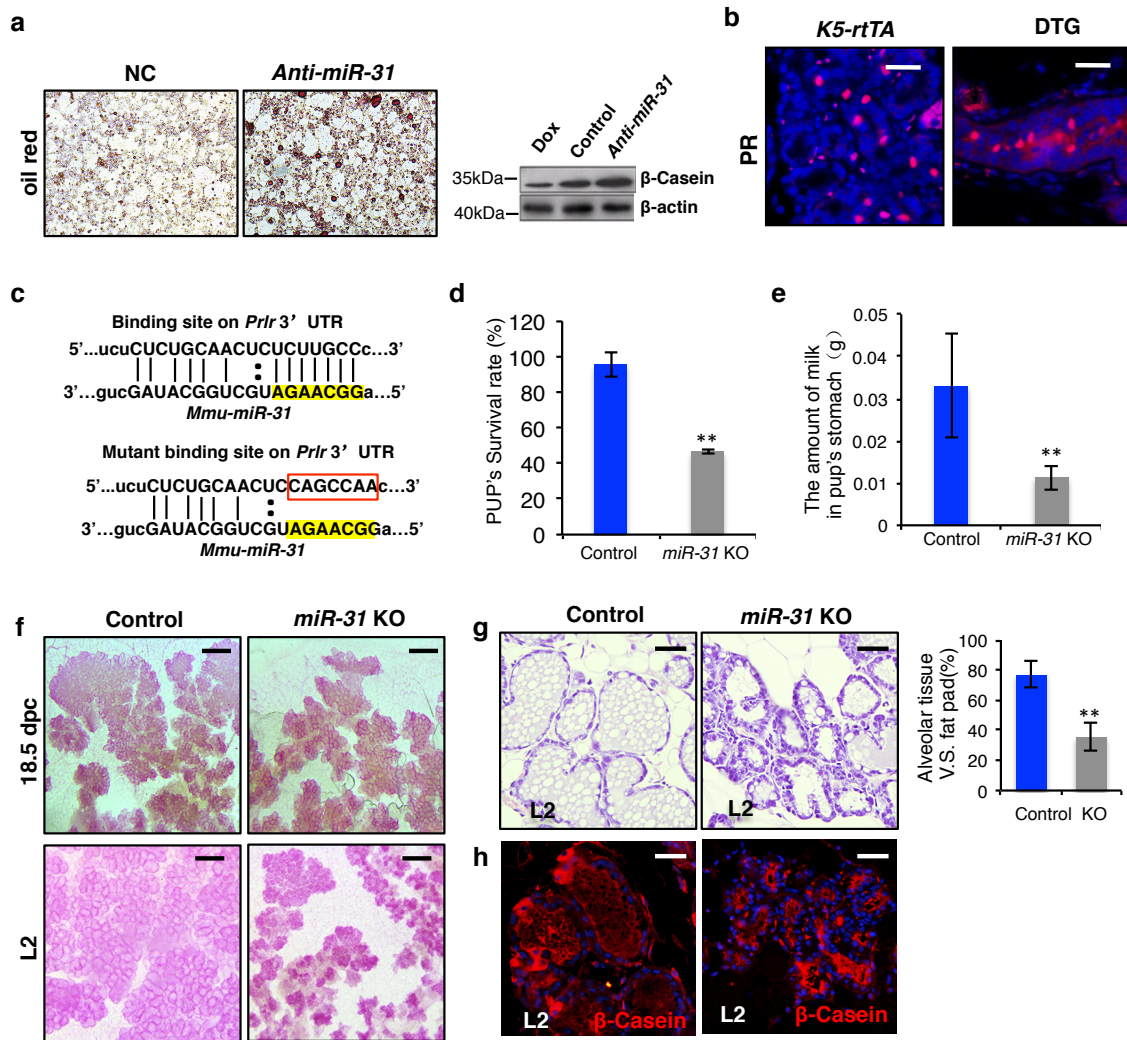 a
NC
Anti-miR-31
oil red
Dox
Control
Anti-miR-31
35kDa
β-Casein
40kDa
β-actin
b
K5-rtTA
DTG
PR
c
Binding site on Prlr 3′ UTR
5’...ucuCUCUGCAACUCUCUUGCCc...3’
3’...gucGAUACGGUCGUAGAACGGa...5’
Mmu-miR-31
Mutant binding site on Prlr 3′ UTR
5’...ucuCUCUGCAACUCCAGCCAAc...3’
3’...gucGAUACGGUCGUAGAACGGa...5’
Mmu-miR-31
d
PUP's Survival rate (%)
120
100
80
60
40
20
0
**
Control
miR-31 KO
e
The amount of milk
in pup's stomach (g)
0.05
0.04
0.03
0.02
0.01
0.00
**
Control
miR-31 KO
f
Control
miR-31 KO
18.5 dpc
L2
g
Control
miR-31 KO
L2
L2
Alveolar tissue
V.S. fat pad(%)
100
80
60
40
20
0
**
Control
KO
h
L2
β-Casein
L2
β-Casein